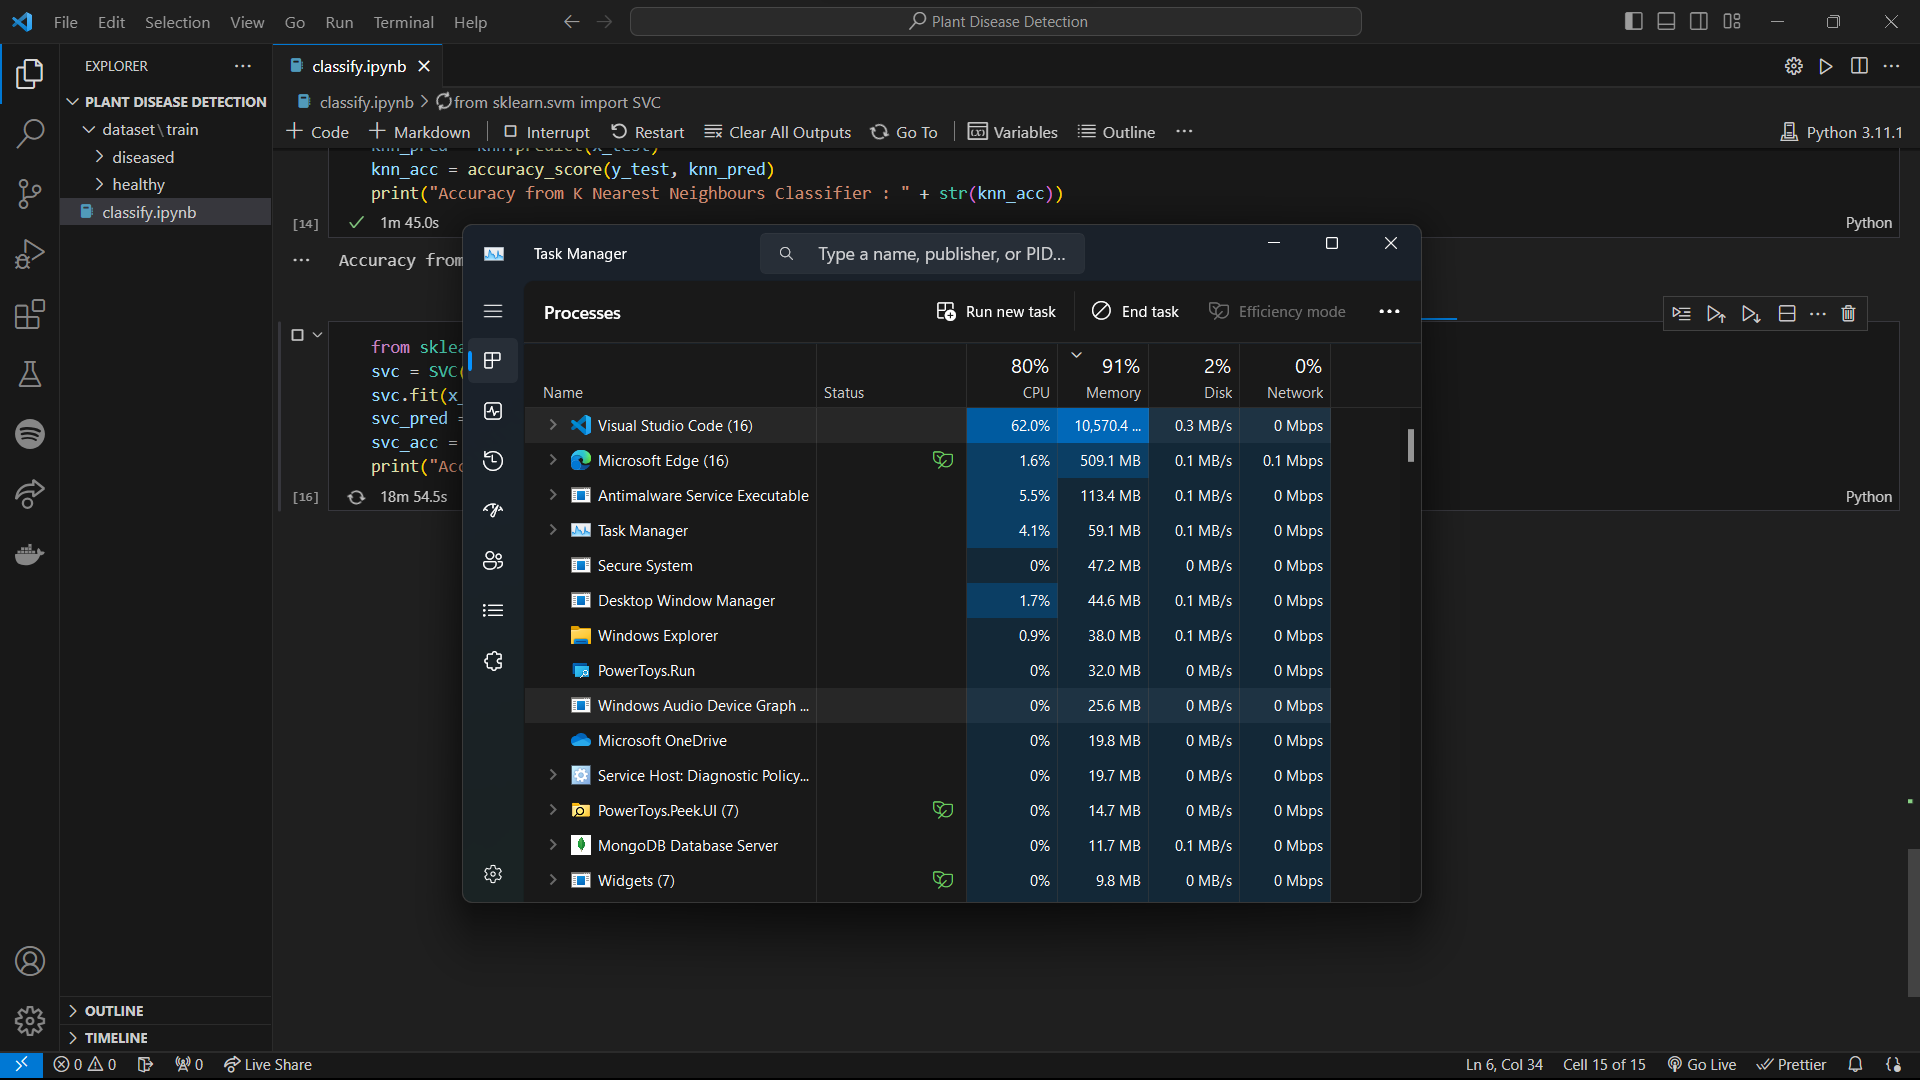 File Edit Selection View Go Run Terminal Help
Plant Disease Detection
EXPLORER
PLANT DISEASE DETECTION
dataset\train
diseased
healthy
classify.ipynb
OUTLINE
TIMELINE
classify.ipynb
classify.ipynb > from sklearn.svm import SVC
Code Markdown Interrupt Restart Clear All Outputs Go To Variables Outline ...
Python 3.11.1
knn_pred = knn.predict(x_test)
knn_acc = accuracy_score(y_test, knn_pred)
print("Accuracy from K Nearest Neighbours Classifier : " + str(knn_acc))
[14] 1m 45.0s
Python
... Accuracy from
from sklea
svc = SVC(
svc.fit(x_
svc_pred =
svc_acc =
print("Acc
[16] 18m 54.5s
Python
Task Manager
Type a name, publisher, or PID...
Processes
Run new task End task Efficiency mode ...
80% 91% 2% 0%
Name Status CPU Memory Disk Network
Visual Studio Code (16) 62.0% 10,570.4 ... 0.3 MB/s 0 Mbps
Microsoft Edge (16) 1.6% 509.1 MB 0.1 MB/s 0.1 Mbps
Antimalware Service Executable 5.5% 113.4 MB 0.1 MB/s 0 Mbps
Task Manager 4.1% 59.1 MB 0.1 MB/s 0 Mbps
Secure System 0% 47.2 MB 0 MB/s 0 Mbps
Desktop Window Manager 1.7% 44.6 MB 0.1 MB/s 0 Mbps
Windows Explorer 0.9% 38.0 MB 0.1 MB/s 0 Mbps
PowerToys.Run 0% 32.0 MB 0 MB/s 0 Mbps
Windows Audio Device Graph ... 0% 25.6 MB 0 MB/s 0 Mbps
Microsoft OneDrive 0% 19.8 MB 0 MB/s 0 Mbps
Service Host: Diagnostic Policy... 0% 19.7 MB 0 MB/s 0 Mbps
PowerToys.Peek.UI (7) 0% 14.7 MB 0 MB/s 0 Mbps
MongoDB Database Server 0% 11.7 MB 0.1 MB/s 0 Mbps
Widgets (7) 0% 9.8 MB 0 MB/s 0 Mbps
0 0 0 Live Share
Ln 6, Col 34 Cell 15 of 15 Go Live Prettier